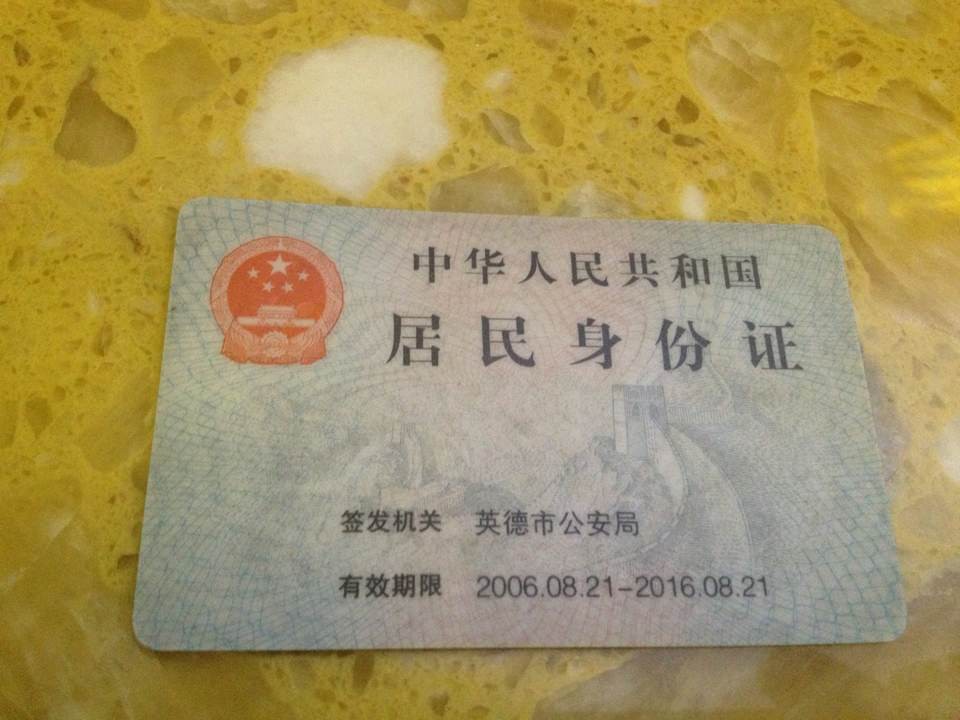 中华人民共和国
居民身份证
签发机关 英德市公安局
有效期限 2006.08.21-2016.08.21